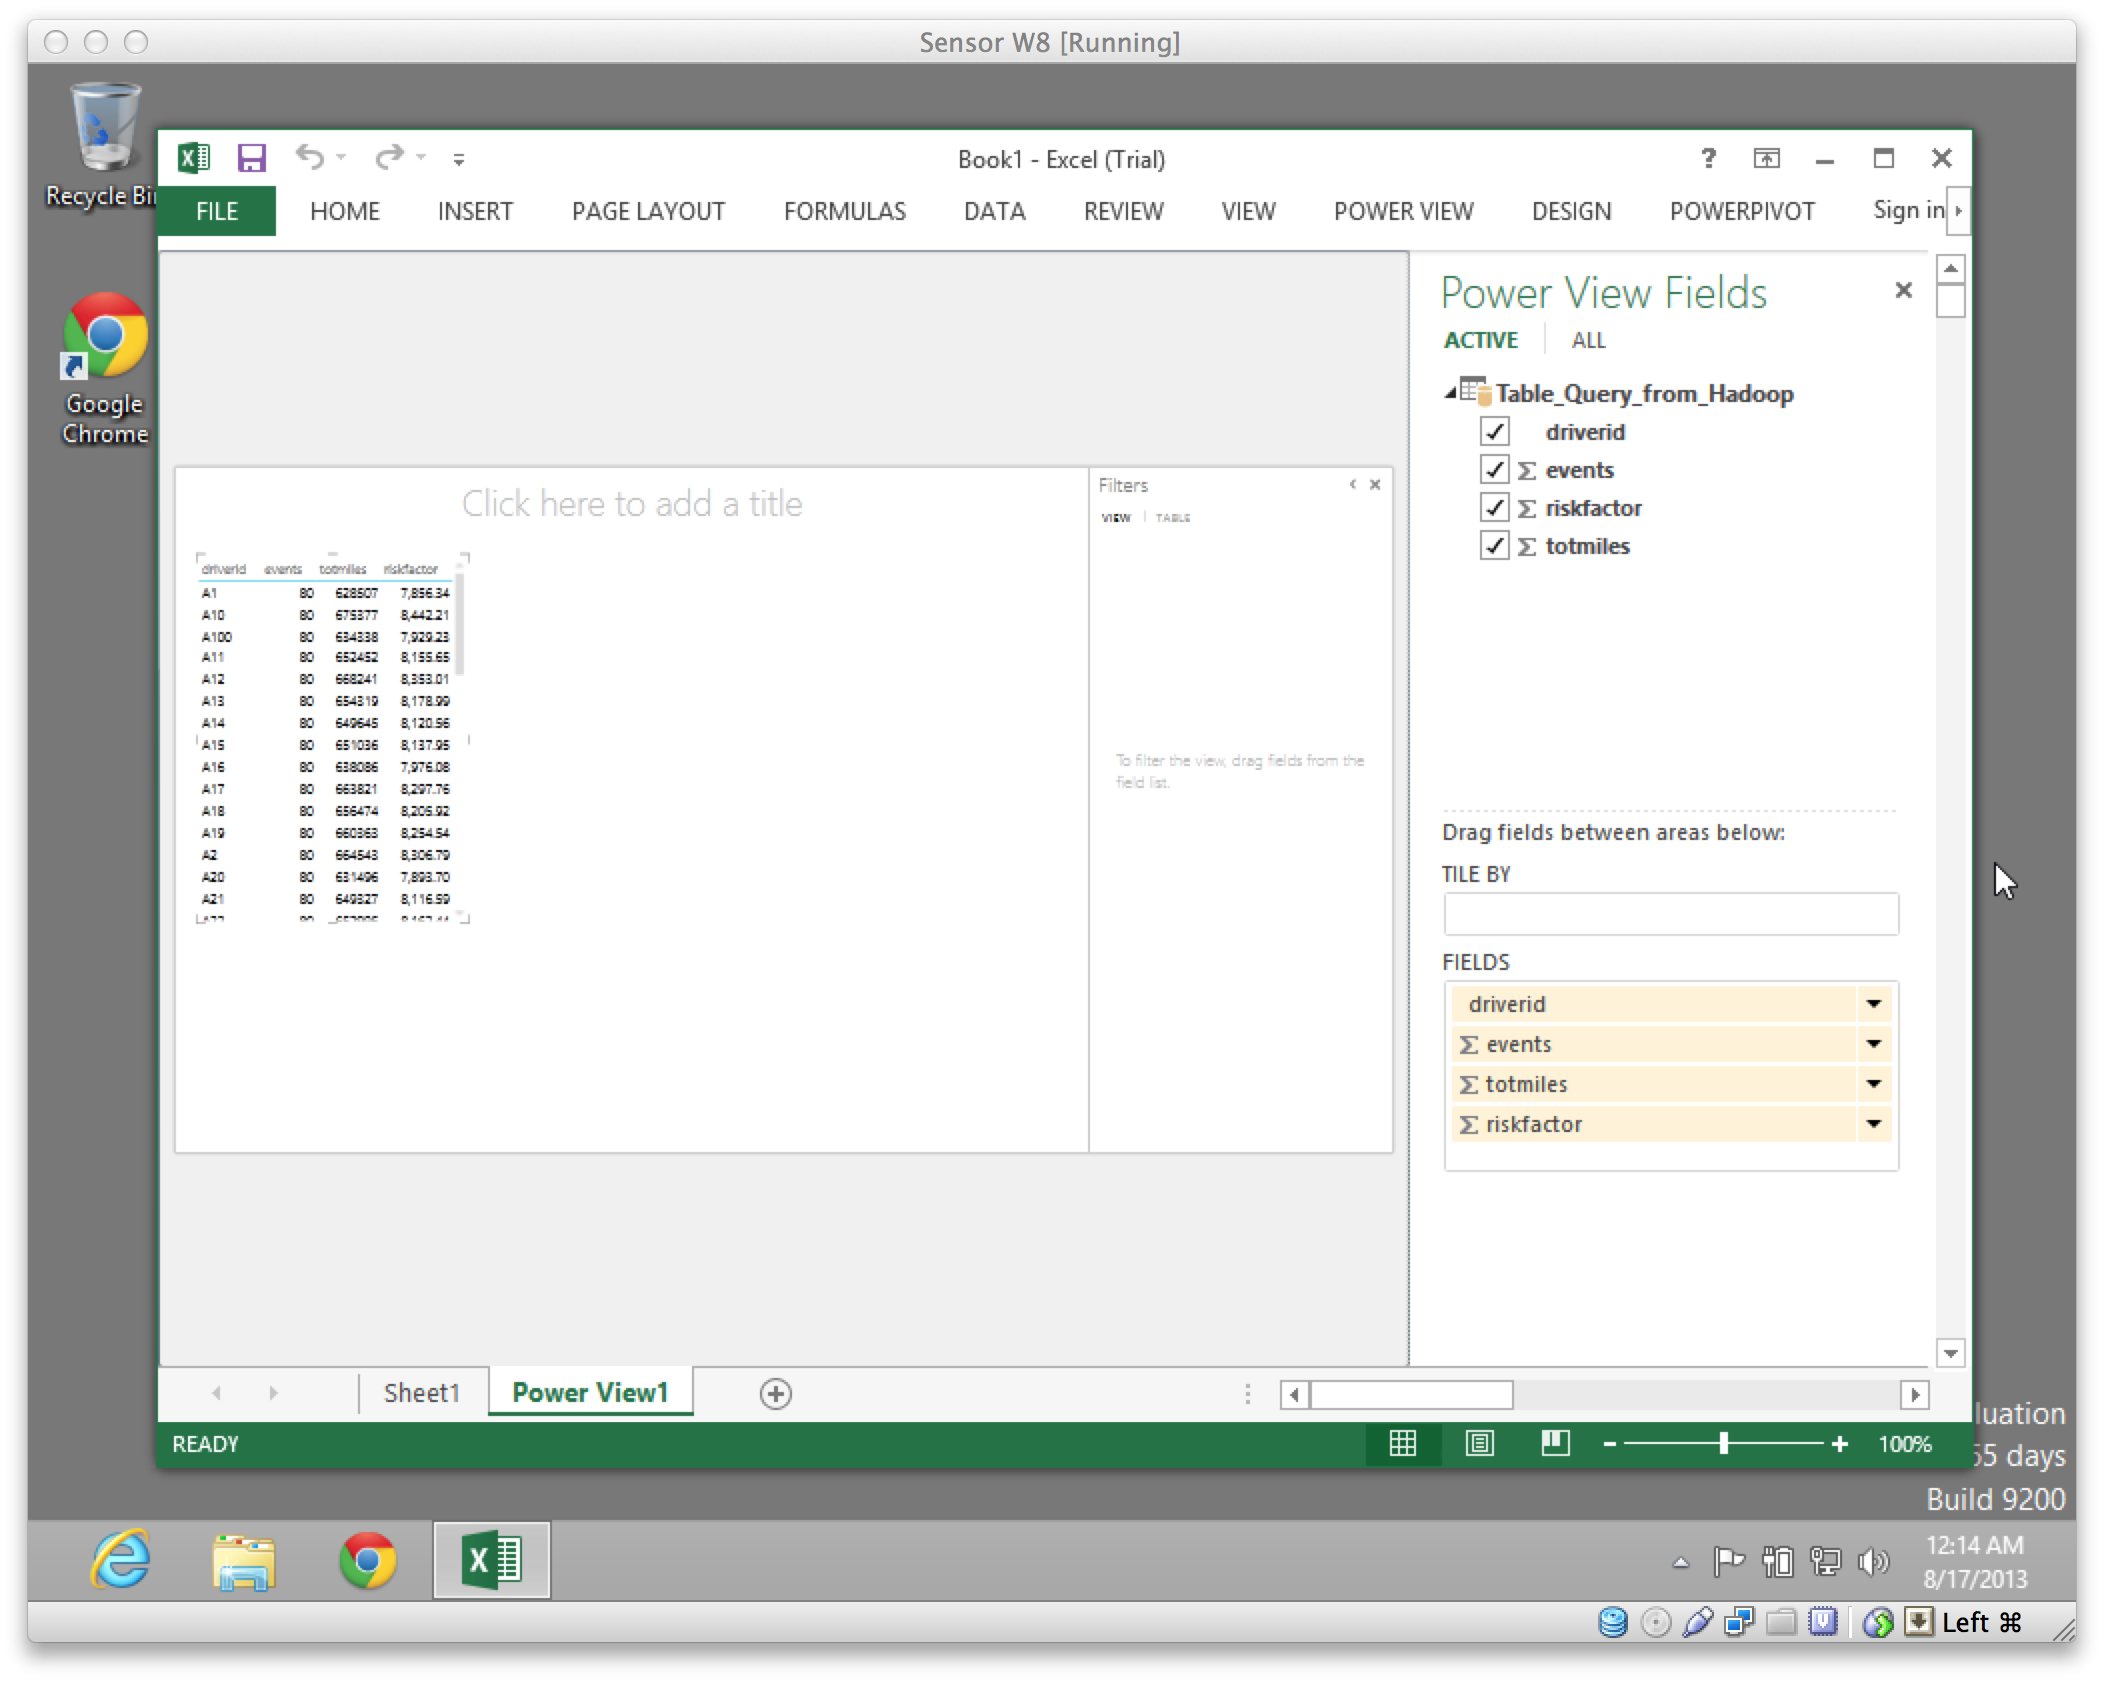 Sensor W8 [Running]
Recycle Bi
Google
Chrome
Book1 - Excel (Trial)
FILE HOME INSERT PAGE LAYOUT FORMULAS DATA REVIEW VIEW POWER VIEW DESIGN POWERPIVOT Sign in
Click here to add a title
driverid events totmiles riskfactor
A1 80 628507 7,856.34
A10 80 675377 8,442.21
A100 80 634338 7,929.23
A11 80 652452 8,155.65
A12 80 668241 8,353.01
A13 80 654319 8,178.99
A14 80 649645 8,120.56
A15 80 651036 8,137.95
A16 80 638086 7,976.08
A17 80 663821 8,297.76
A18 80 656474 8,205.92
A19 80 660363 8,254.54
A2 80 664543 8,306.79
A20 80 631496 7,893.70
A21 80 649327 8,116.59
Filters
VIEW TABLE
To filter the view, drag fields from the
field list.
Power View Fields
ACTIVE ALL
Table_Query_from_Hadoop
driverid
Σ events
Σ riskfactor
Σ totmiles
Drag fields between areas below:
TILE BY
FIELDS
driverid
Σ events
Σ totmiles
Σ riskfactor
Sheet1 Power View1
READY
100%
luation
55 days
Build 9200
12:14 AM
8/17/2013
Left ⌘